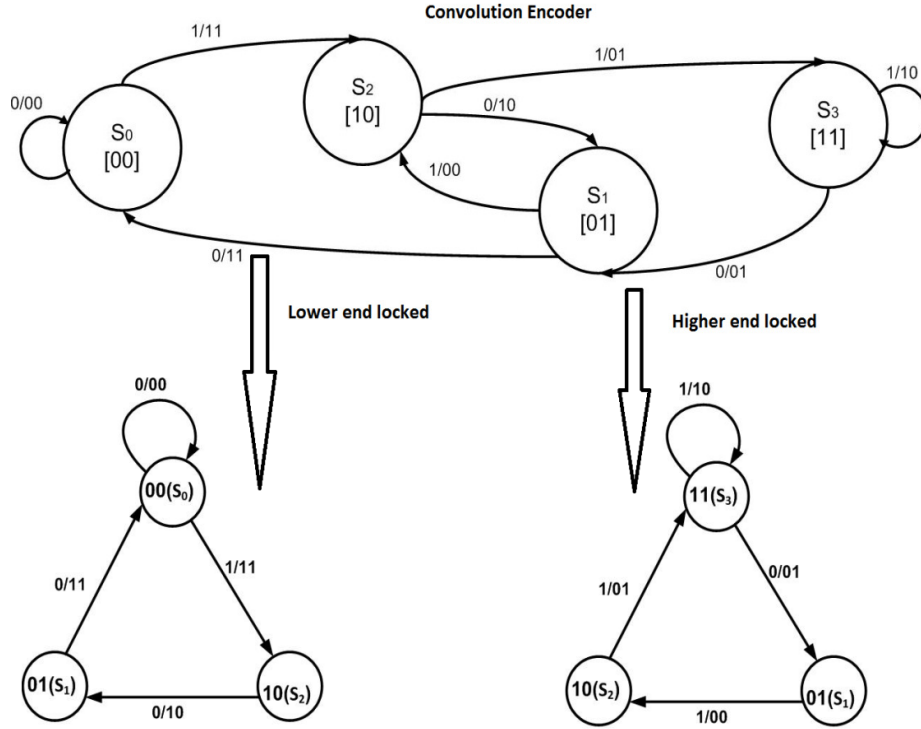 Convolution Encoder
1/11
1/01
1/10
0/00
S2
[10]
0/10
S3
[11]
S0
[00]
1/00
S1
[01]
0/11
0/01
Lower end locked
Higher end locked
0/00
1/10
00(S0)
11(S3)
0/11
1/11
1/01
0/01
01(S1)
10(S2)
10(S2)
01(S1)
0/10
1/00